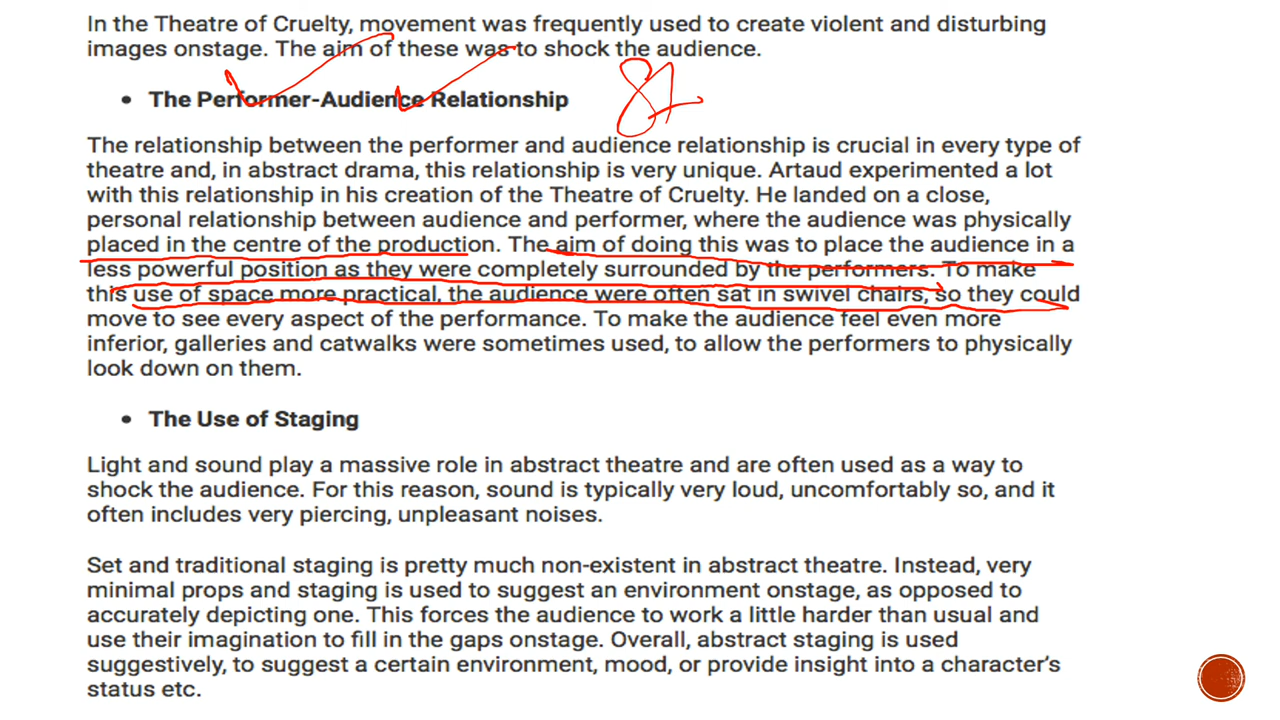 In the Theatre of Cruelty, movement was frequently used to create violent and disturbing
images onstage. The aim of these was to shock the audience.
• The Performer-Audience Relationship
The relationship between the performer and audience relationship is crucial in every type of
theatre and, in abstract drama, this relationship is very unique. Artaud experimented a lot
with this relationship in his creation of the Theatre of Cruelty. He landed on a close,
personal relationship between audience and performer, where the audience was physically
placed in the centre of the production. The aim of doing this was to place the audience in a
less powerful position as they were completely surrounded by the performers. To make
this use of space more practical, the audience were often sat in swivel chairs, so they could
move to see every aspect of the performance. To make the audience feel even more
inferior, galleries and catwalks were sometimes used, to allow the performers to physically
look down on them.
• The Use of Staging
Light and sound play a massive role in abstract theatre and are often used as a way to
shock the audience. For this reason, sound is typically very loud, uncomfortably so, and it
often includes very piercing, unpleasant noises.
Set and traditional staging is pretty much non-existent in abstract theatre. Instead, very
minimal props and staging is used to suggest an environment onstage, as opposed to
accurately depicting one. This forces the audience to work a little harder than usual and
use their imagination to fill in the gaps onstage. Overall, abstract staging is used
suggestively, to suggest a certain environment, mood, or provide insight into a character's
status etc.